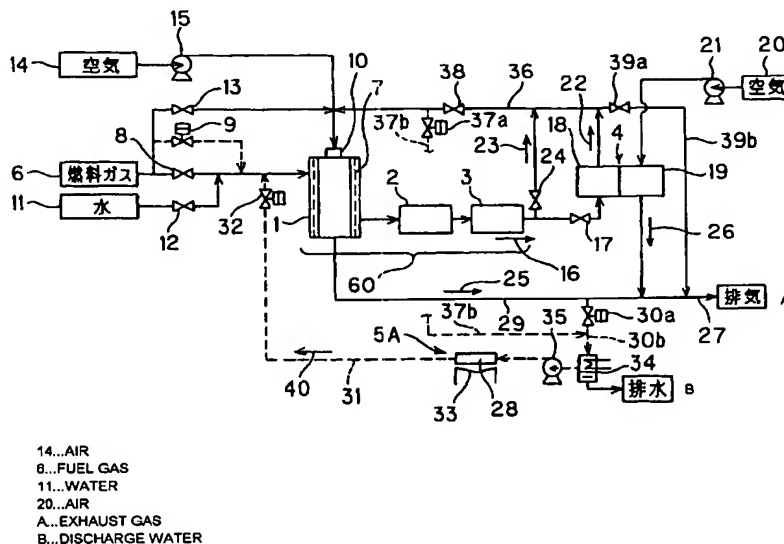 15
10
7
14
空気
13
38
36
39a
21
20
空気
9
37b
37a
22
18
4
8
23
6
燃料ガス
2
3
24
19
39b
11
水
32
1
12
17
16
26
60
25
排気
A
37b
29
30a
27
5A
35
30b
40
34
31
33
28
排水
B
14...AIR
6...FUEL GAS
11...WATER
20...AIR
A...EXHAUST GAS
B...DISCHARGE WATER